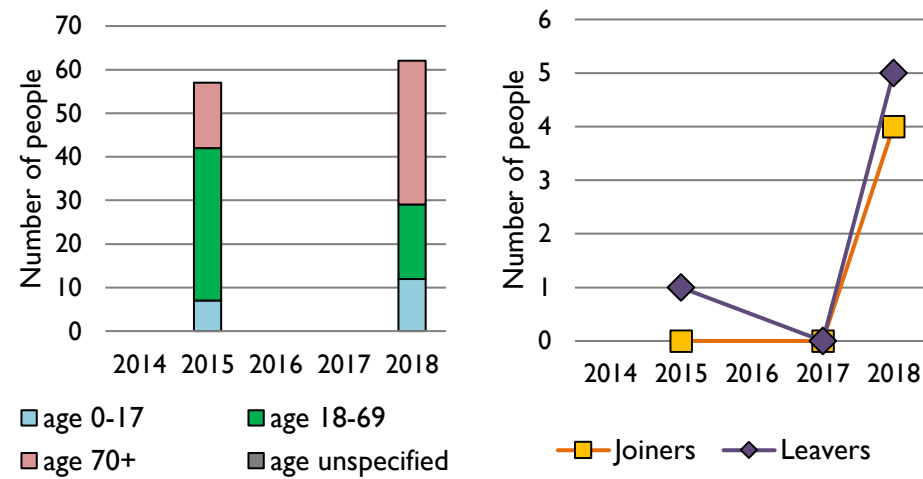 70
60
50
40
30
20
10
0
Number of people
2014 2015 2016 2017 2018
age 0-17 age 18-69
age 70+ age unspecified
6
5
4
3
2
1
0
Number of people
2014 2015 2016 2017 2018
Joiners Leavers